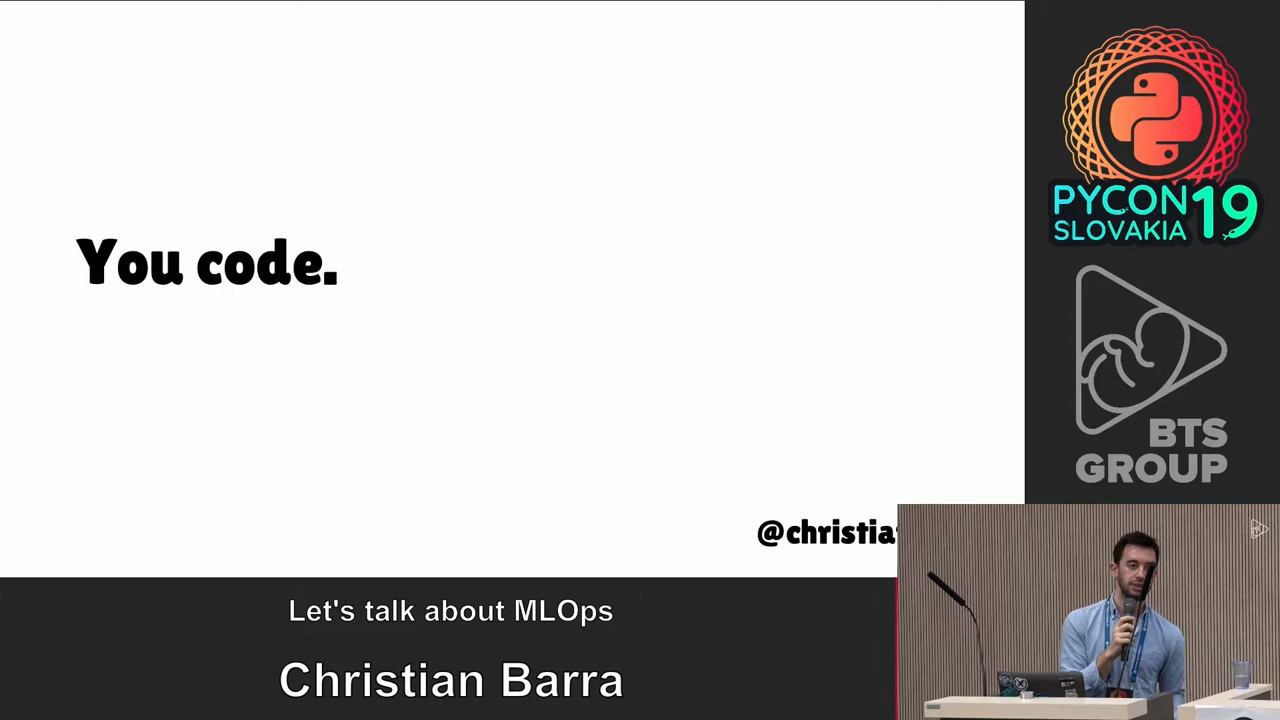 You code.
@christia
PYCON 19
SLOVAKIA
BTS
GROUP
Let's talk about MLOps
Christian Barra